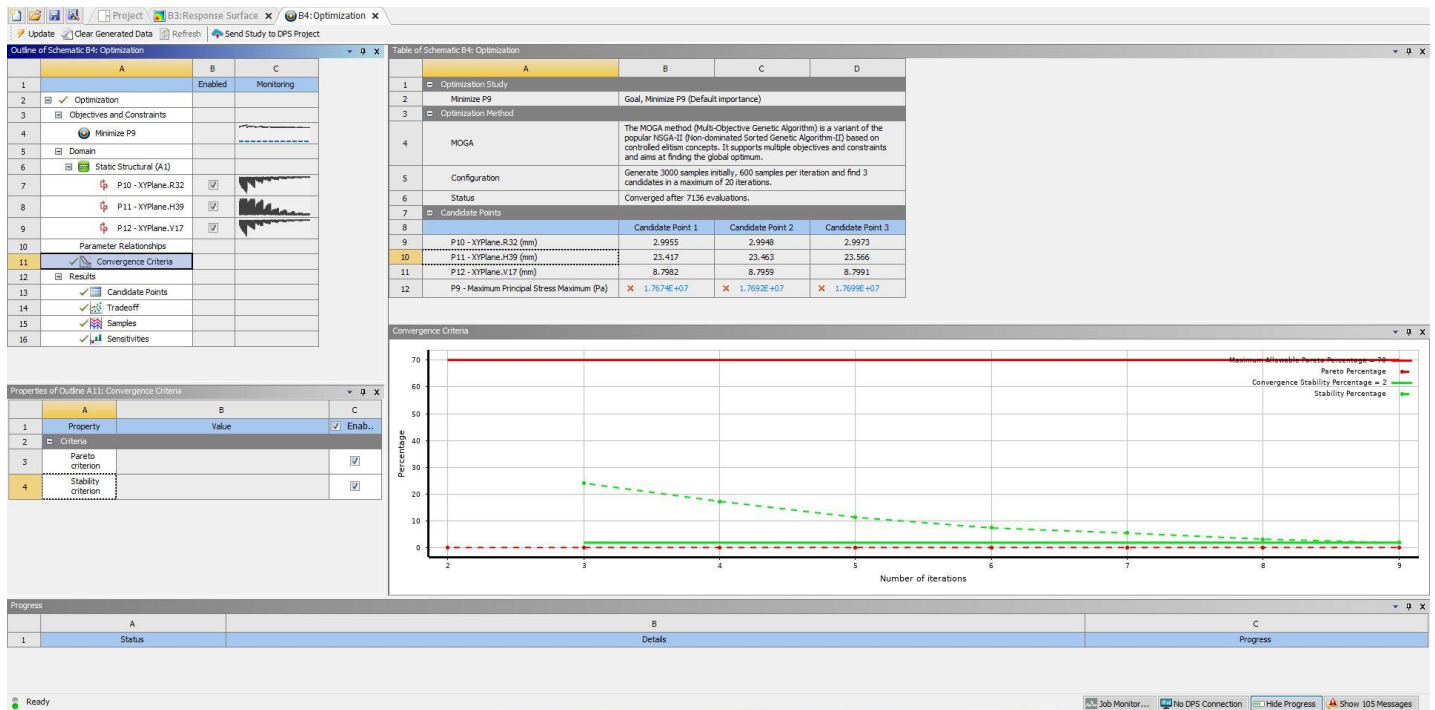 Project B3:Response Surface x B4:Optimization x
Update Clear Generated Data Refresh Send Study to DPS Project
Outline of Schematic B4: Optimization
A B C
1 Enabled Monitoring
2 Optimization
3 Objectives and Constraints
4 Minimize P9
5 Domain
6 Static Structural (A1)
7 P10 - XYPlane.R32
8 P11 - XYPlane.H39
9 P12 - XYPlane.V17
10 Parameter Relationships
11 Convergence Criteria
12 Results
13 Candidate Points
14 Tradeoff
15 Samples
16 Sensitivities
Properties of Outline A11: Convergence Criteria
A B C
1 Property Value Enab..
2 Criteria
3 Pareto
criterion
4 Stability
criterion
Table of Schematic B4: Optimization
A B C D
1 Optimization Study
2 Minimize P9 Goal, Minimize P9 (Default importance)
3 Optimization Method
4 MOGA The MOGA method (Multi-Objective Genetic Algorithm) is a variant of the
popular NSGA-II (Non-dominated Sorted Genetic Algorithm-II) based on
controlled elitism concepts. It supports multiple objectives and constraints
and aims at finding the global optimum.
5 Configuration Generate 3000 samples initially, 600 samples per iteration and find 3
candidates in a maximum of 20 iterations.
6 Status Converged after 7136 evaluations.
7 Candidate Points
8 Candidate Point 1 Candidate Point 2 Candidate Point 3
9 P10 - XYPlane.R32 (mm) 2.9955 2.9948 2.9973
10 P11 - XYPlane.H39 (mm) 23.417 23.463 23.566
11 P12 - XYPlane.V17 (mm) 8.7982 8.7959 8.7991
12 P9 - Maximum Principal Stress Maximum (Pa) 1.7674E+07 1.7692E+07 1.7699E+07
Convergence Criteria
Maximum Allowable Pareto Percentage = 70
Pareto Percentage
Convergence Stability Percentage = 2
Stability Percentage
Percentage
70
60
50
40
30
20
10
0
2 3 4 5 6 7 8 9
Number of iterations
Progress
A B C
1 Status Details Progress
Ready Job Monitor... No DPS Connection Hide Progress Show 105 Messages